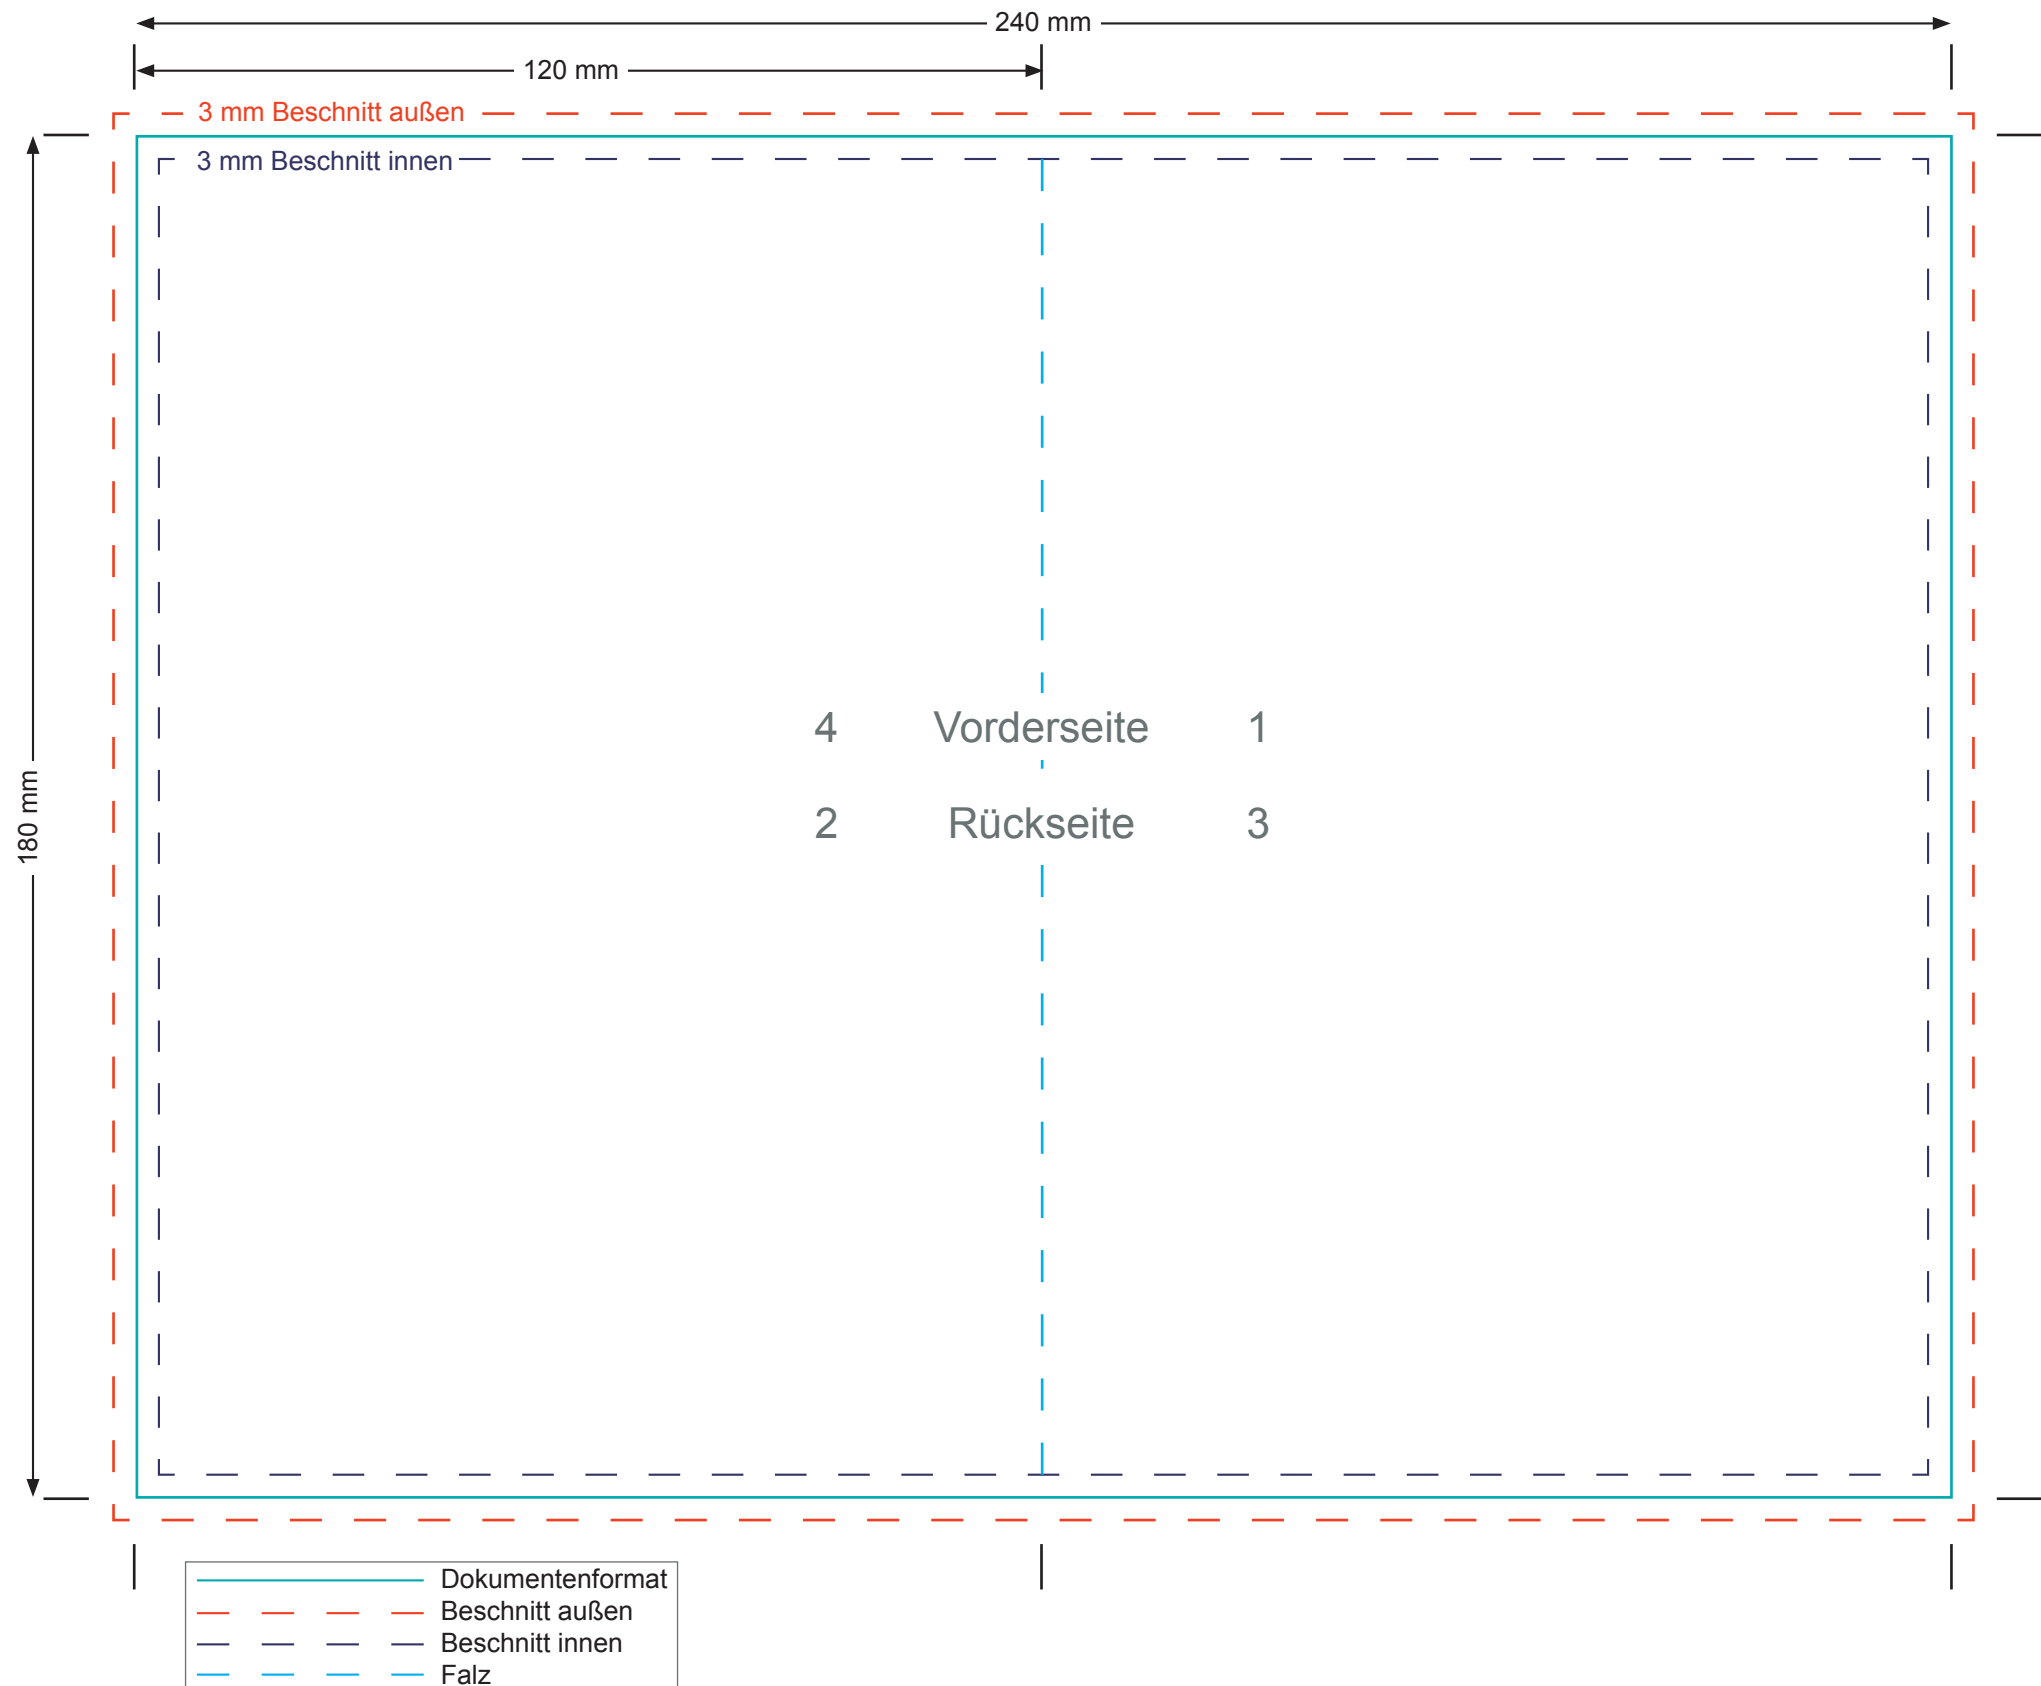 240 mm
120 mm
3 mm Beschnitt außen
3 mm Beschnitt innen
4 Vorderseite 1
180 mm
2 Rückseite 3
Dokumentenformat
Beschnitt außen
Beschnitt innen
Falz